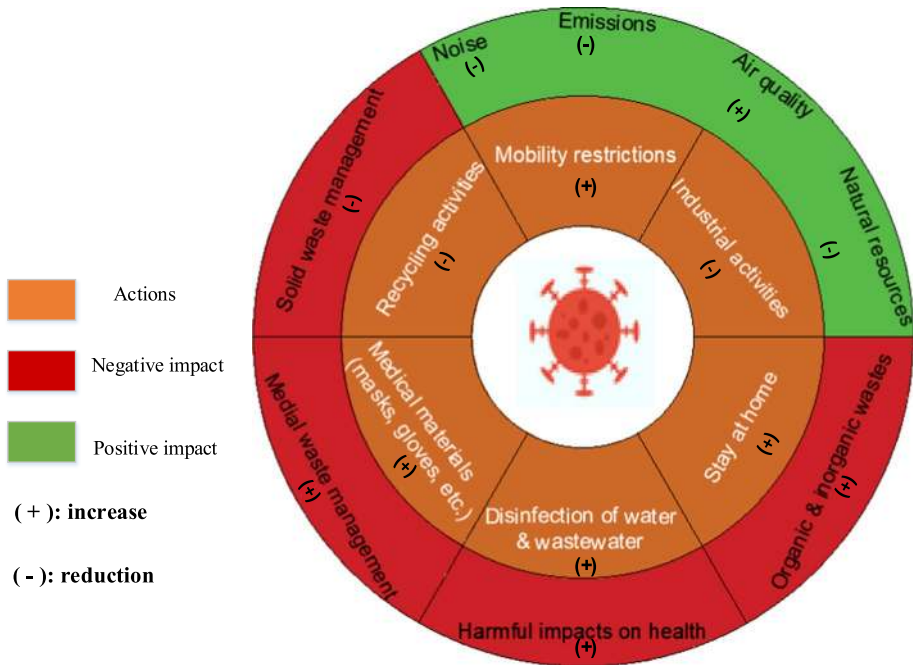 Noise
(-)
Emissions
(-)
Air quality
(+)
Natural resources
(-)
Solid waste management
(-)
Mobility restrictions
(+)
Industrial activities
(-)
Recycling activities
(-)
Medical materials
(masks, gloves, etc.)
(+)
Disinfection of water
& wastewater
(+)
Stay at home
(+)
Organic & inorganic wastes
(+)
Medial waste management
(+)
Harmful impacts on health
(+)
Actions
Negative impact
Positive impact
( + ): increase
( - ): reduction